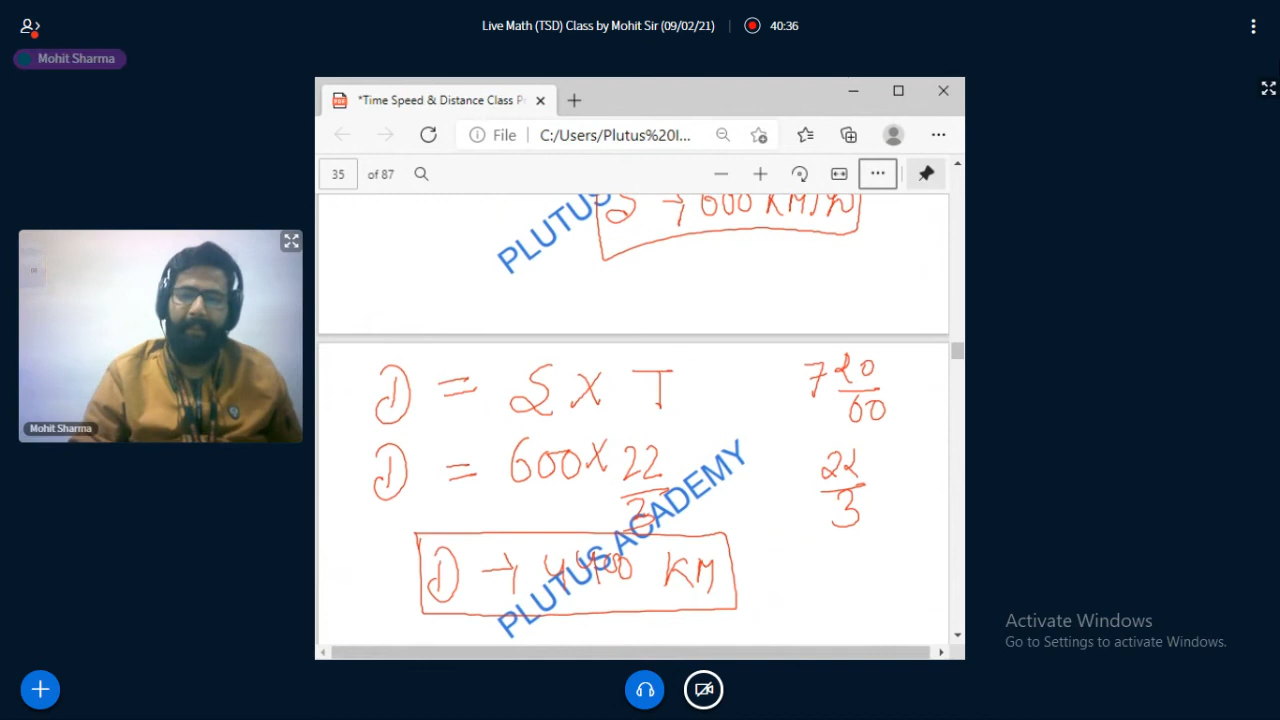 Live Math (TSD) Class by Mohit Sir (09/02/21)
40:36
Mohit Sharma
*Time Speed & Distance Class Pr
File
C:/Users/Plutus%20I...
35 of 87
S → 600 KM/h
PLUTUS
D = S X T
7 20/60
D = 600 X 22/3
22/3
D → 4400 KM
PLUTUS ACADEMY
Mohit Sharma
Activate Windows
Go to Settings to activate Windows.